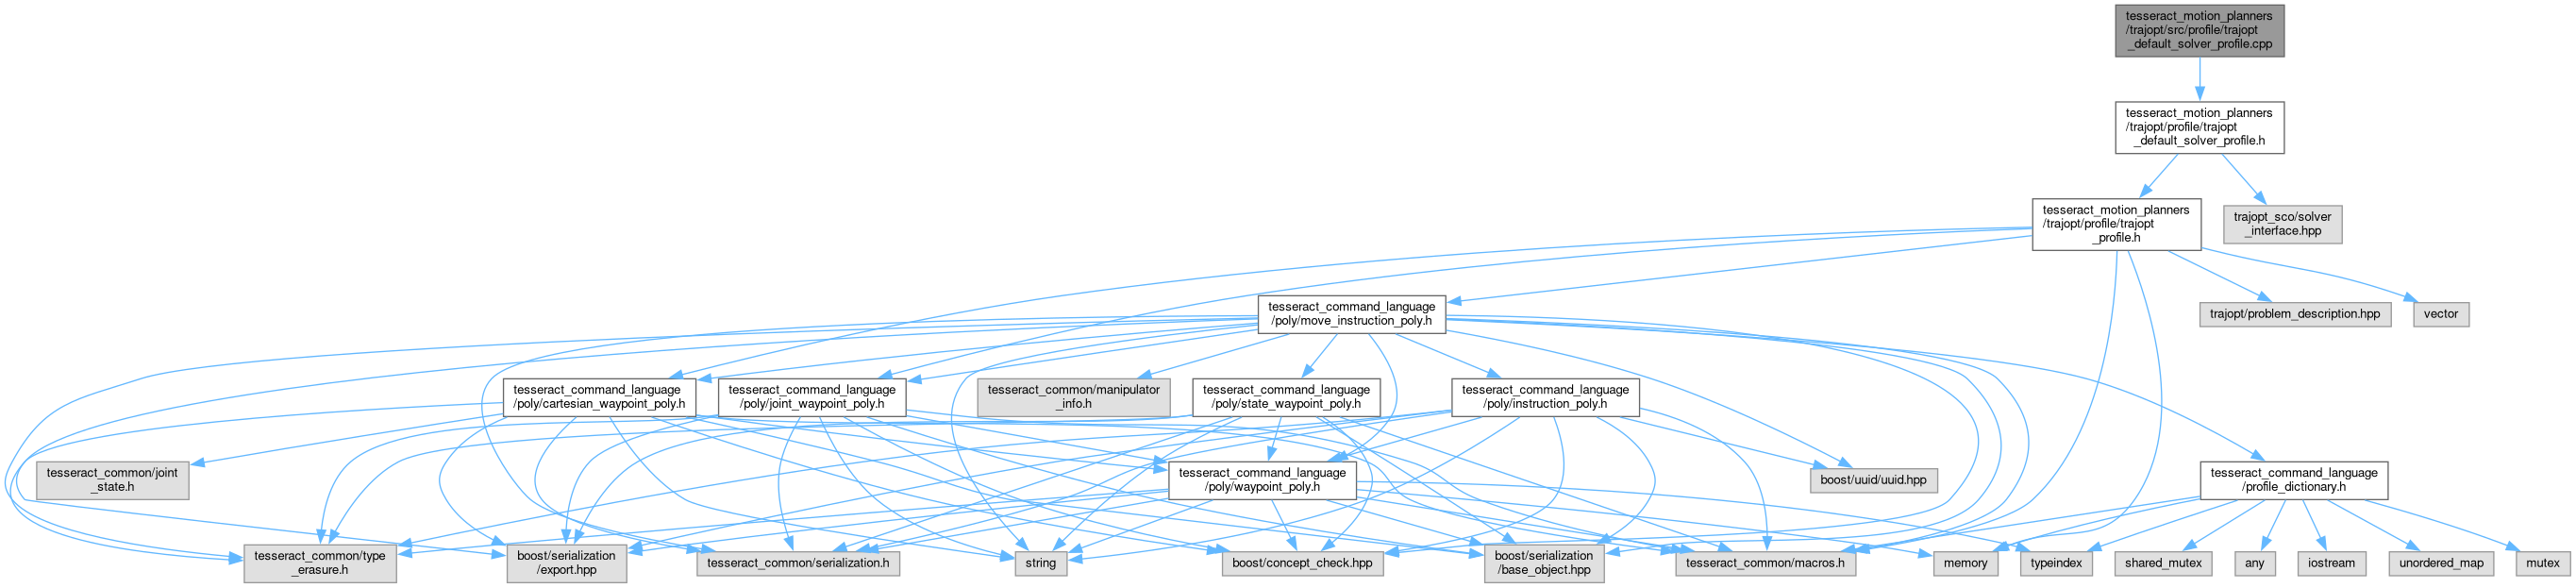 tesseract_motion_planners
/trajopt/src/profile/trajopt
_default_solver_profile.cpp
tesseract_motion_planners
/trajopt/profile/trajopt
_default_solver_profile.h
tesseract_motion_planners
/trajopt/profile/trajopt
_profile.h
trajopt_sco/solver
_interface.hpp
tesseract_command_language
/poly/move_instruction_poly.h
trajopt/problem_description.hpp
vector
tesseract_command_language
/poly/cartesian_waypoint_poly.h
tesseract_command_language
/poly/joint_waypoint_poly.h
tesseract_common/manipulator
_info.h
tesseract_command_language
/poly/state_waypoint_poly.h
tesseract_command_language
/poly/instruction_poly.h
tesseract_common/joint
_state.h
tesseract_command_language
/poly/waypoint_poly.h
boost/uuid/uuid.hpp
tesseract_command_language
/profile_dictionary.h
tesseract_common/type
_erasure.h
boost/serialization
/export.hpp
tesseract_common/serialization.h
string
boost/concept_check.hpp
boost/serialization
/base_object.hpp
tesseract_common/macros.h
memory
typeindex
shared_mutex
any
iostream
unordered_map
mutex